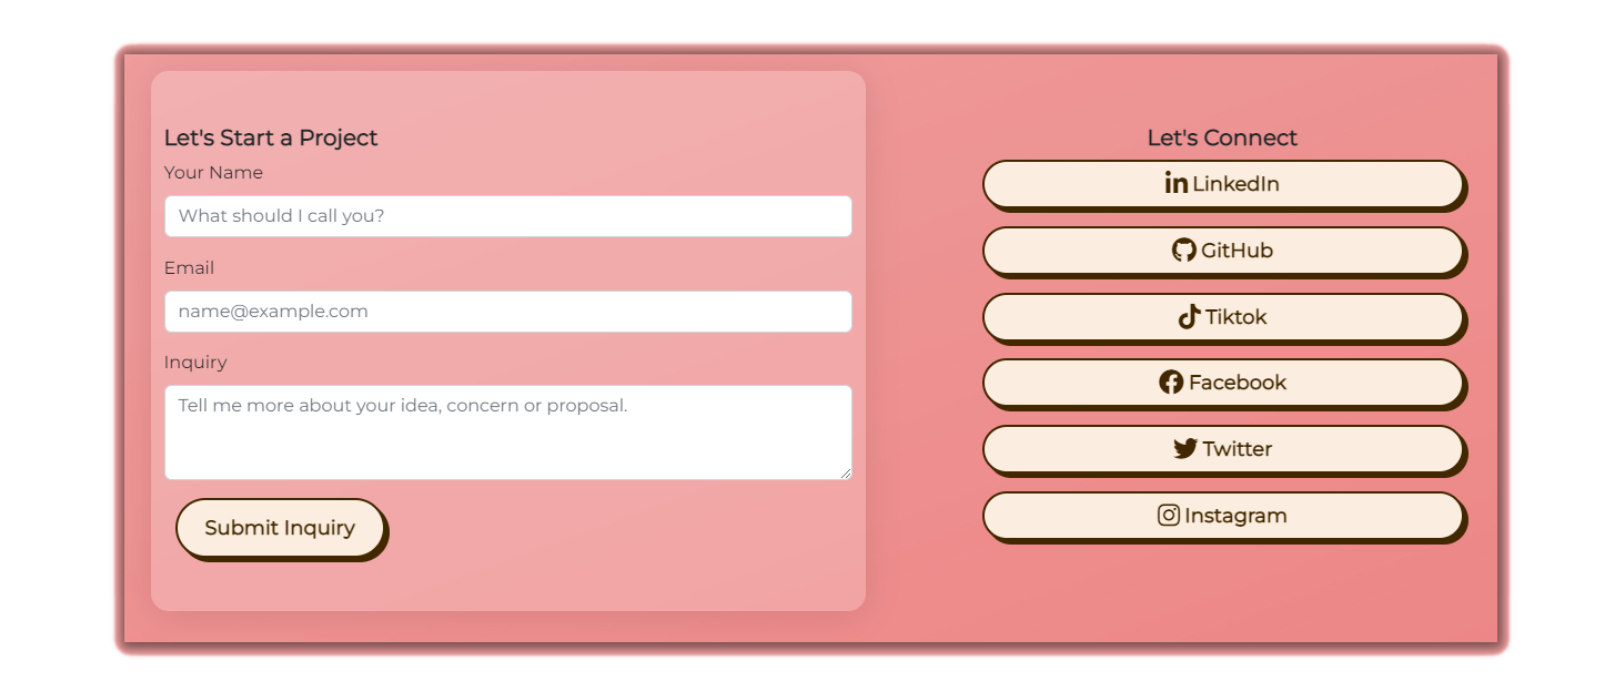 Let's Start a Project
Your Name
What should I call you?
Email
name@example.com
Inquiry
Tell me more about your idea, concern or proposal.
Submit Inquiry
Let's Connect
LinkedIn
GitHub
Tiktok
Facebook
Twitter
Instagram